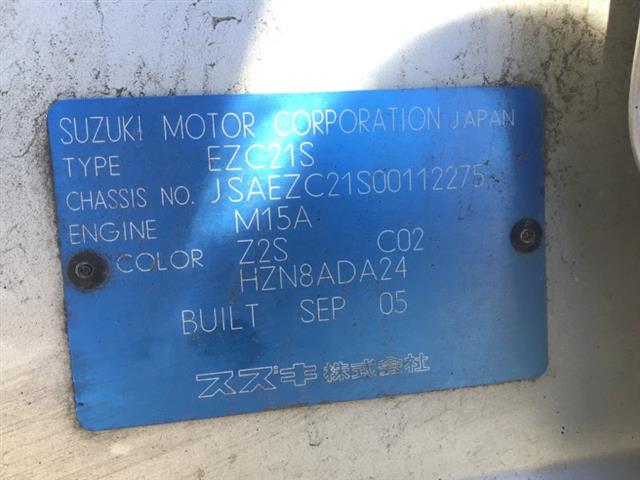 SUZUKI MOTOR CORPORATION JAPAN
TYPE EZC21S
CHASSIS NO. JSAEZC21S00112275
ENGINE M15A
COLOR Z2S C02
HZN8ADA24
BUILT SEP 05
スズキ株式会社